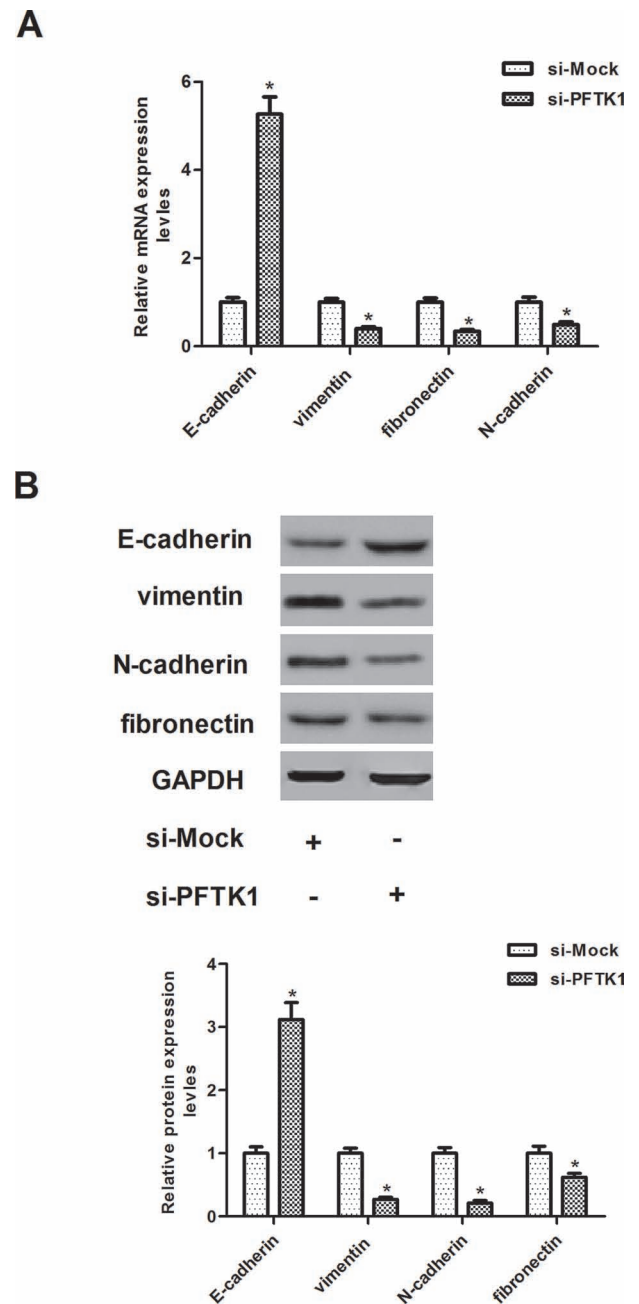 A
si-Mock
si-PFTK1
Relative mRNA expression
levles
6
4
2
0
*
*
*
*
E-cadherin
vimentin
fibronectin
N-cadherin
B
E-cadherin
vimentin
N-cadherin
fibronectin
GAPDH
si-Mock + -
si-PFTK1 - +
si-Mock
si-PFTK1
Relative protein expression
levles
4
3
2
1
0
*
*
*
*
E-cadherin
vimentin
N-cadherin
fibronectin